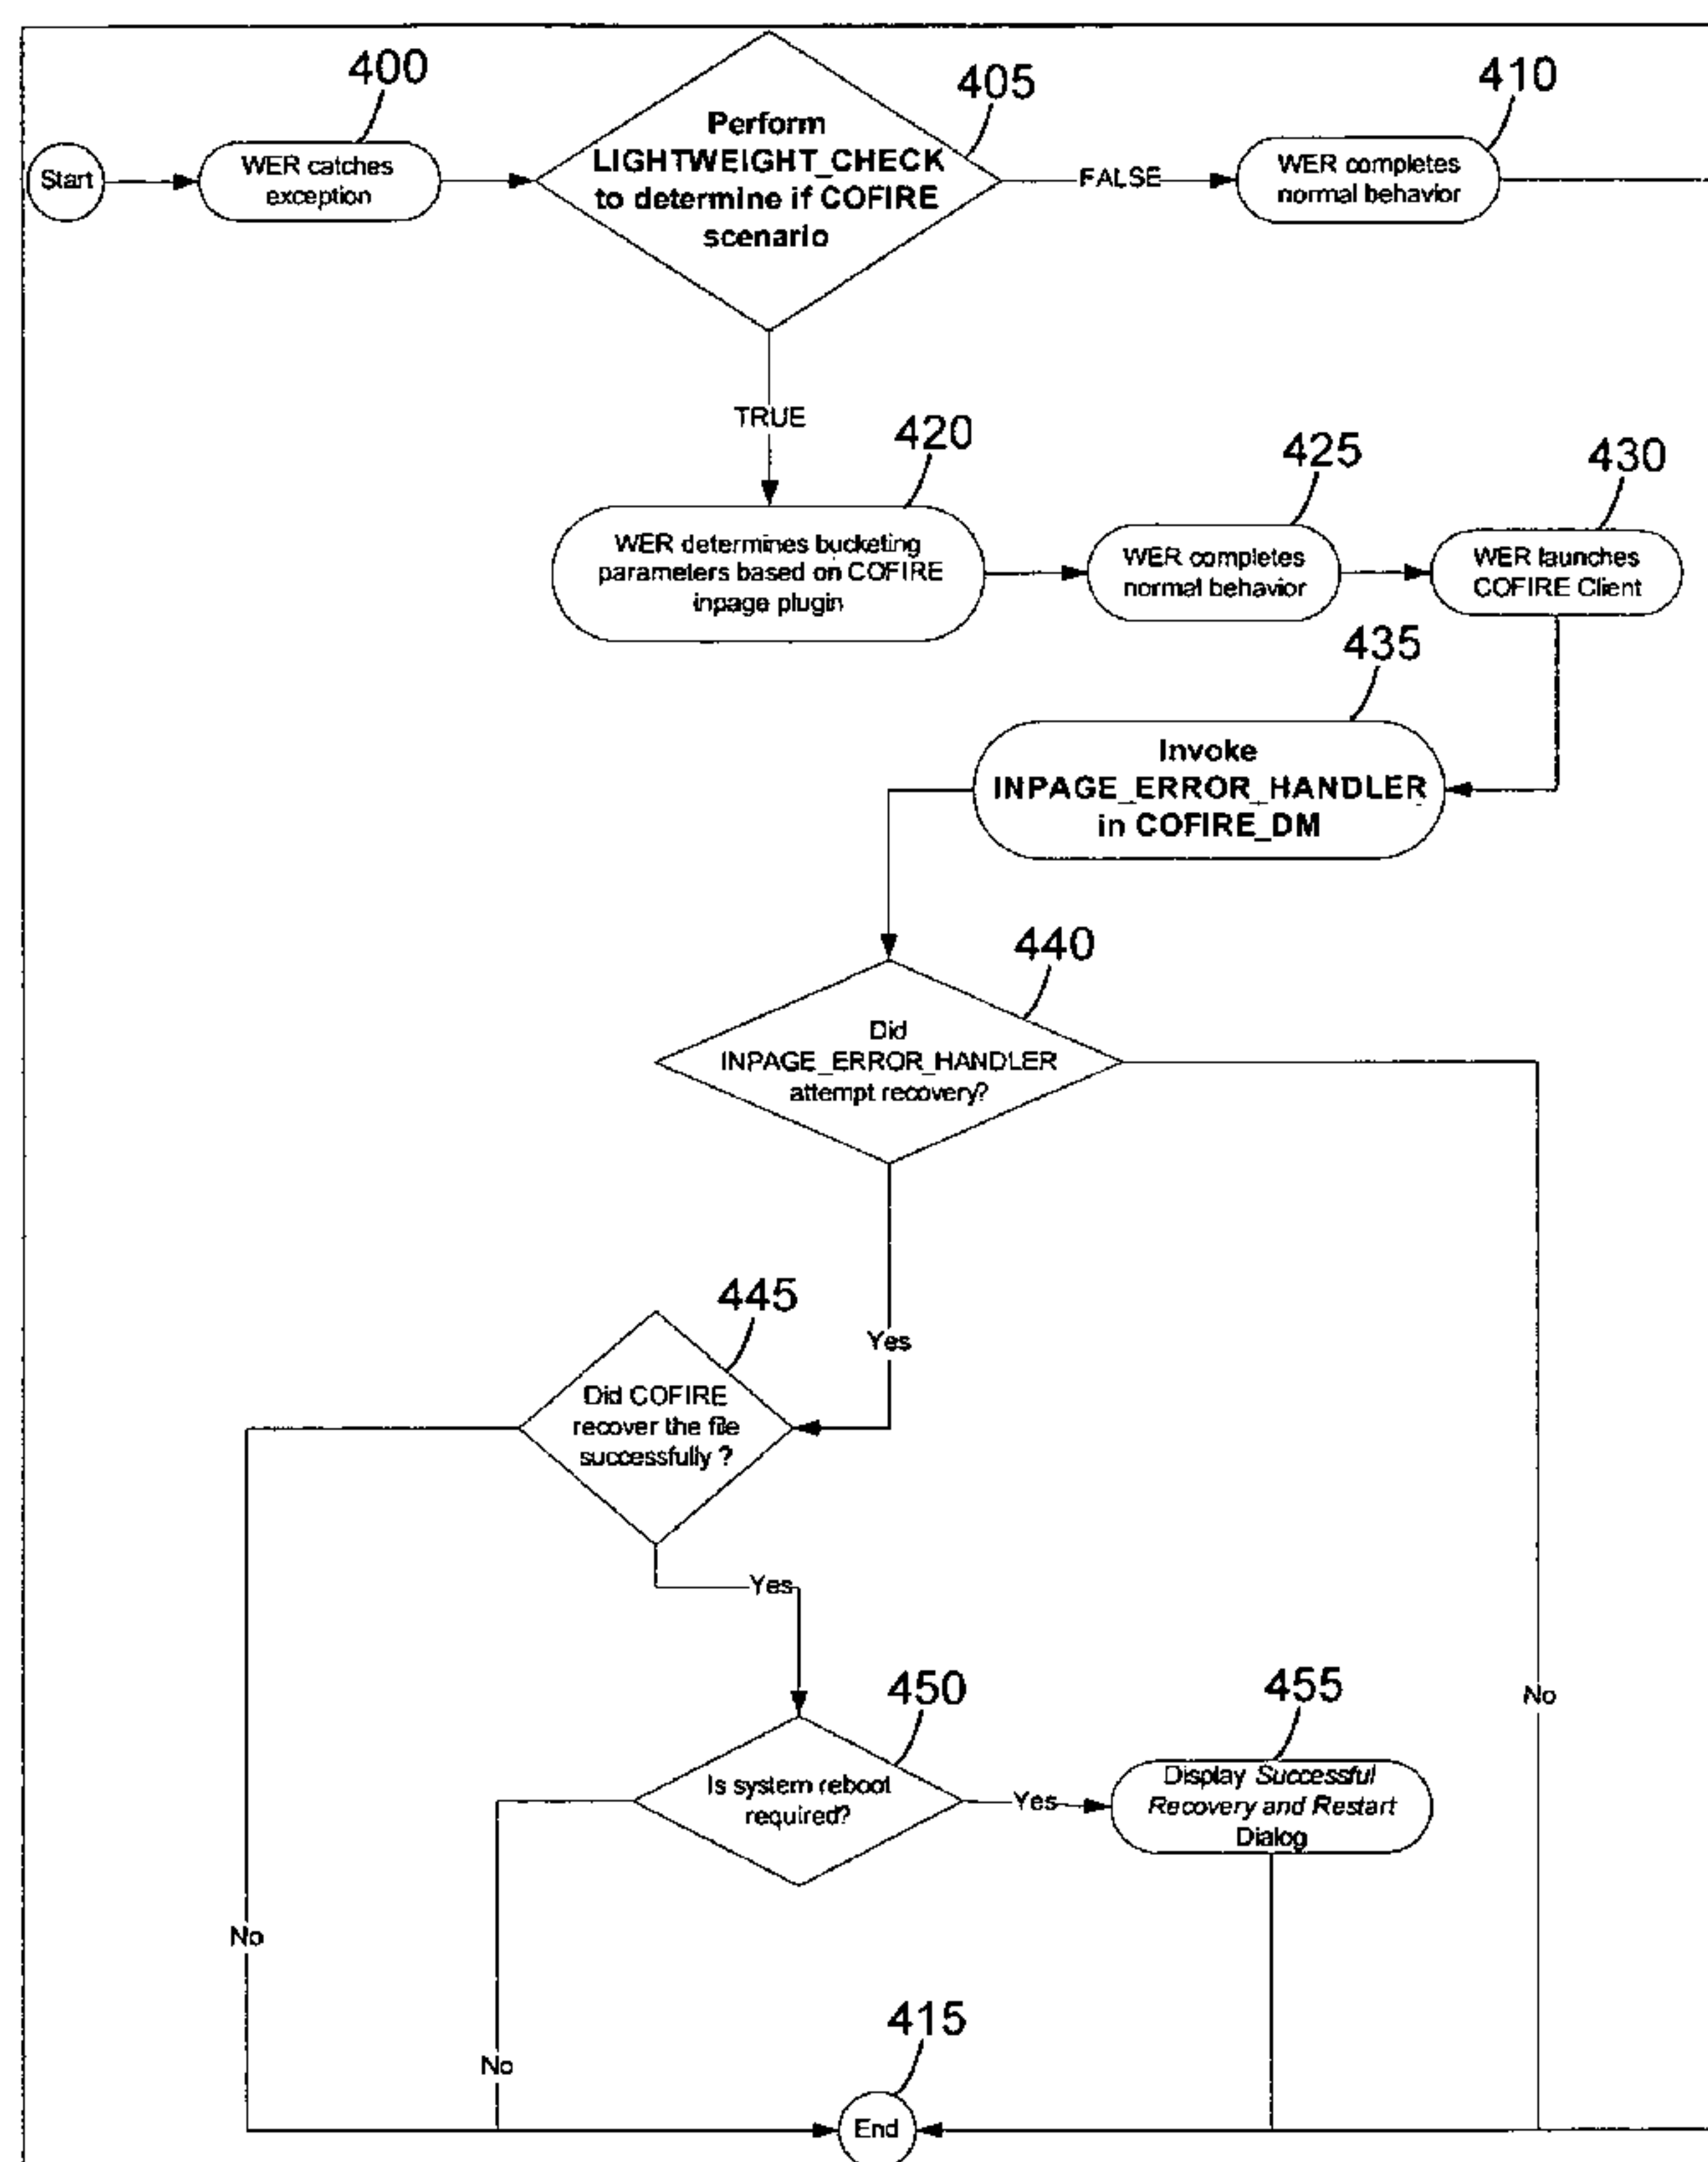 400
405
410
Start
WER catches
exception
Perform
LIGHTWEIGHT_CHECK
to determine if COFIRE
scenario
FALSE
WER completes
normal behavior
TRUE
420
425
430
WER determines bucketing
parameters based on COFIRE
inpage plugin
WER completes
normal behavior
WER launches
COFIRE Client
435
Invoke
INPAGE_ERROR_HANDLER
in COFIRE_DM
440
Did
INPAGE_ERROR_HANDLER
attempt recovery?
445
Yes
Did COFIRE
recover the file
successfully ?
Yes
450
455
No
Is system reboot
required?
Yes
Display Successful
Recovery and Restart
Dialog
No
415
No
End